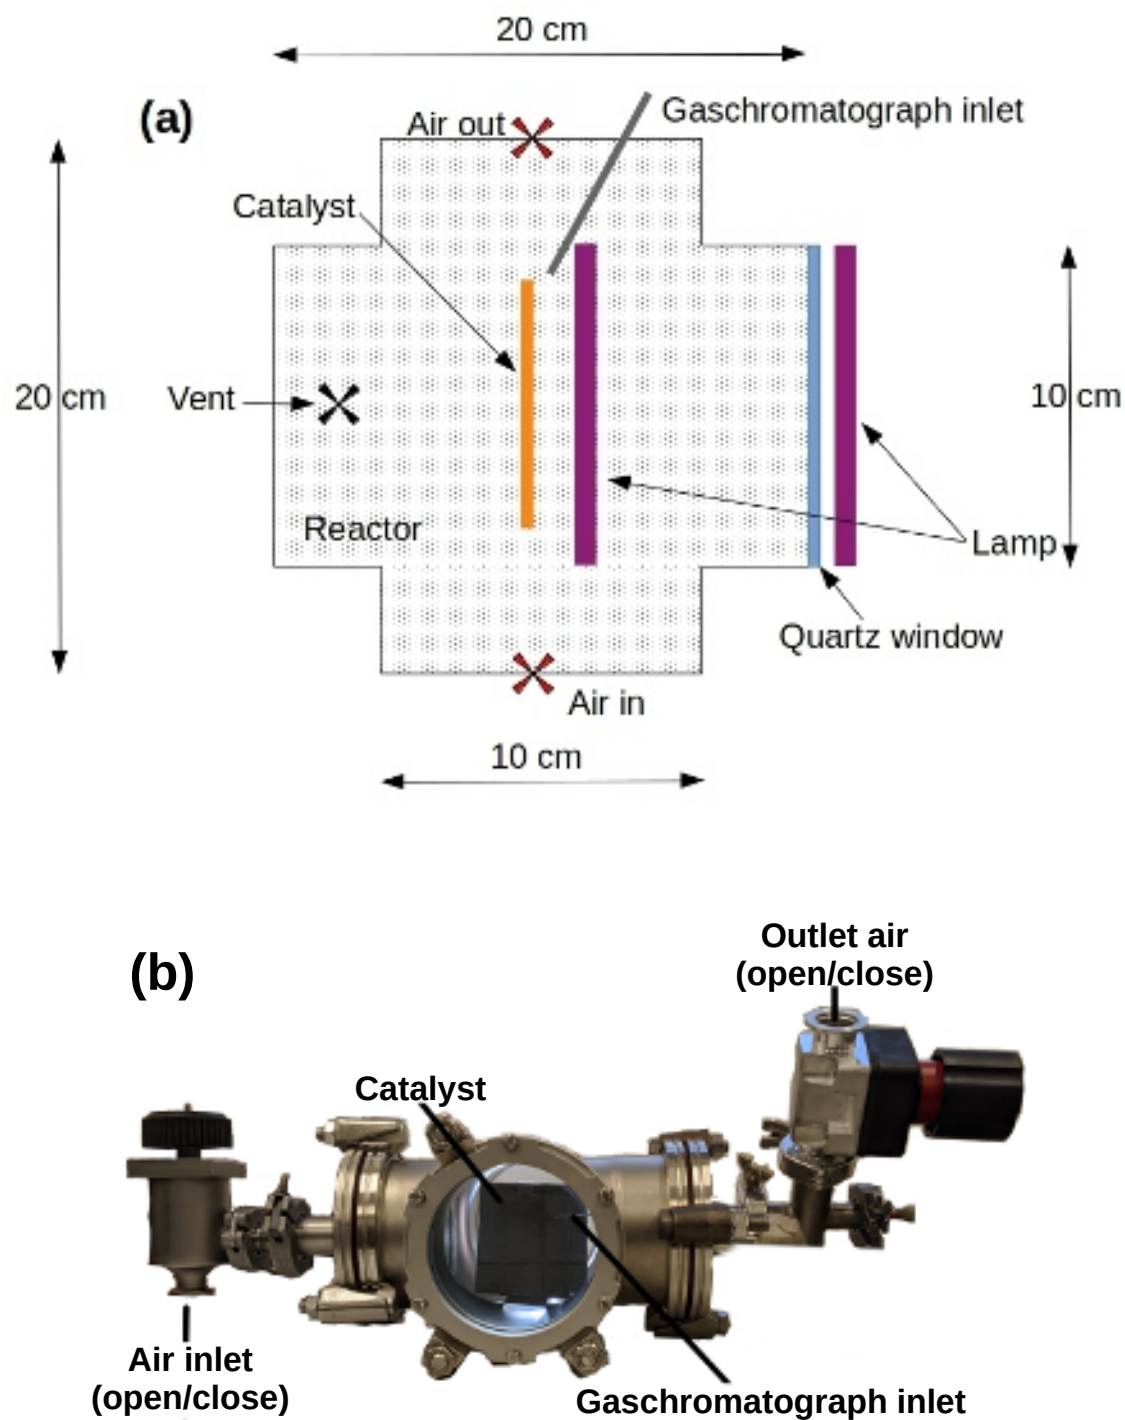 20 cm
(a)
Gaschromatograph inlet
Air out
Catalyst
20 cm
Vent
10 cm
Reactor
Lamp
Quartz window
Air in
10 cm
(b)
Outlet air
(open/close)
Catalyst
Air inlet
(open/close)
Gaschromatograph inlet